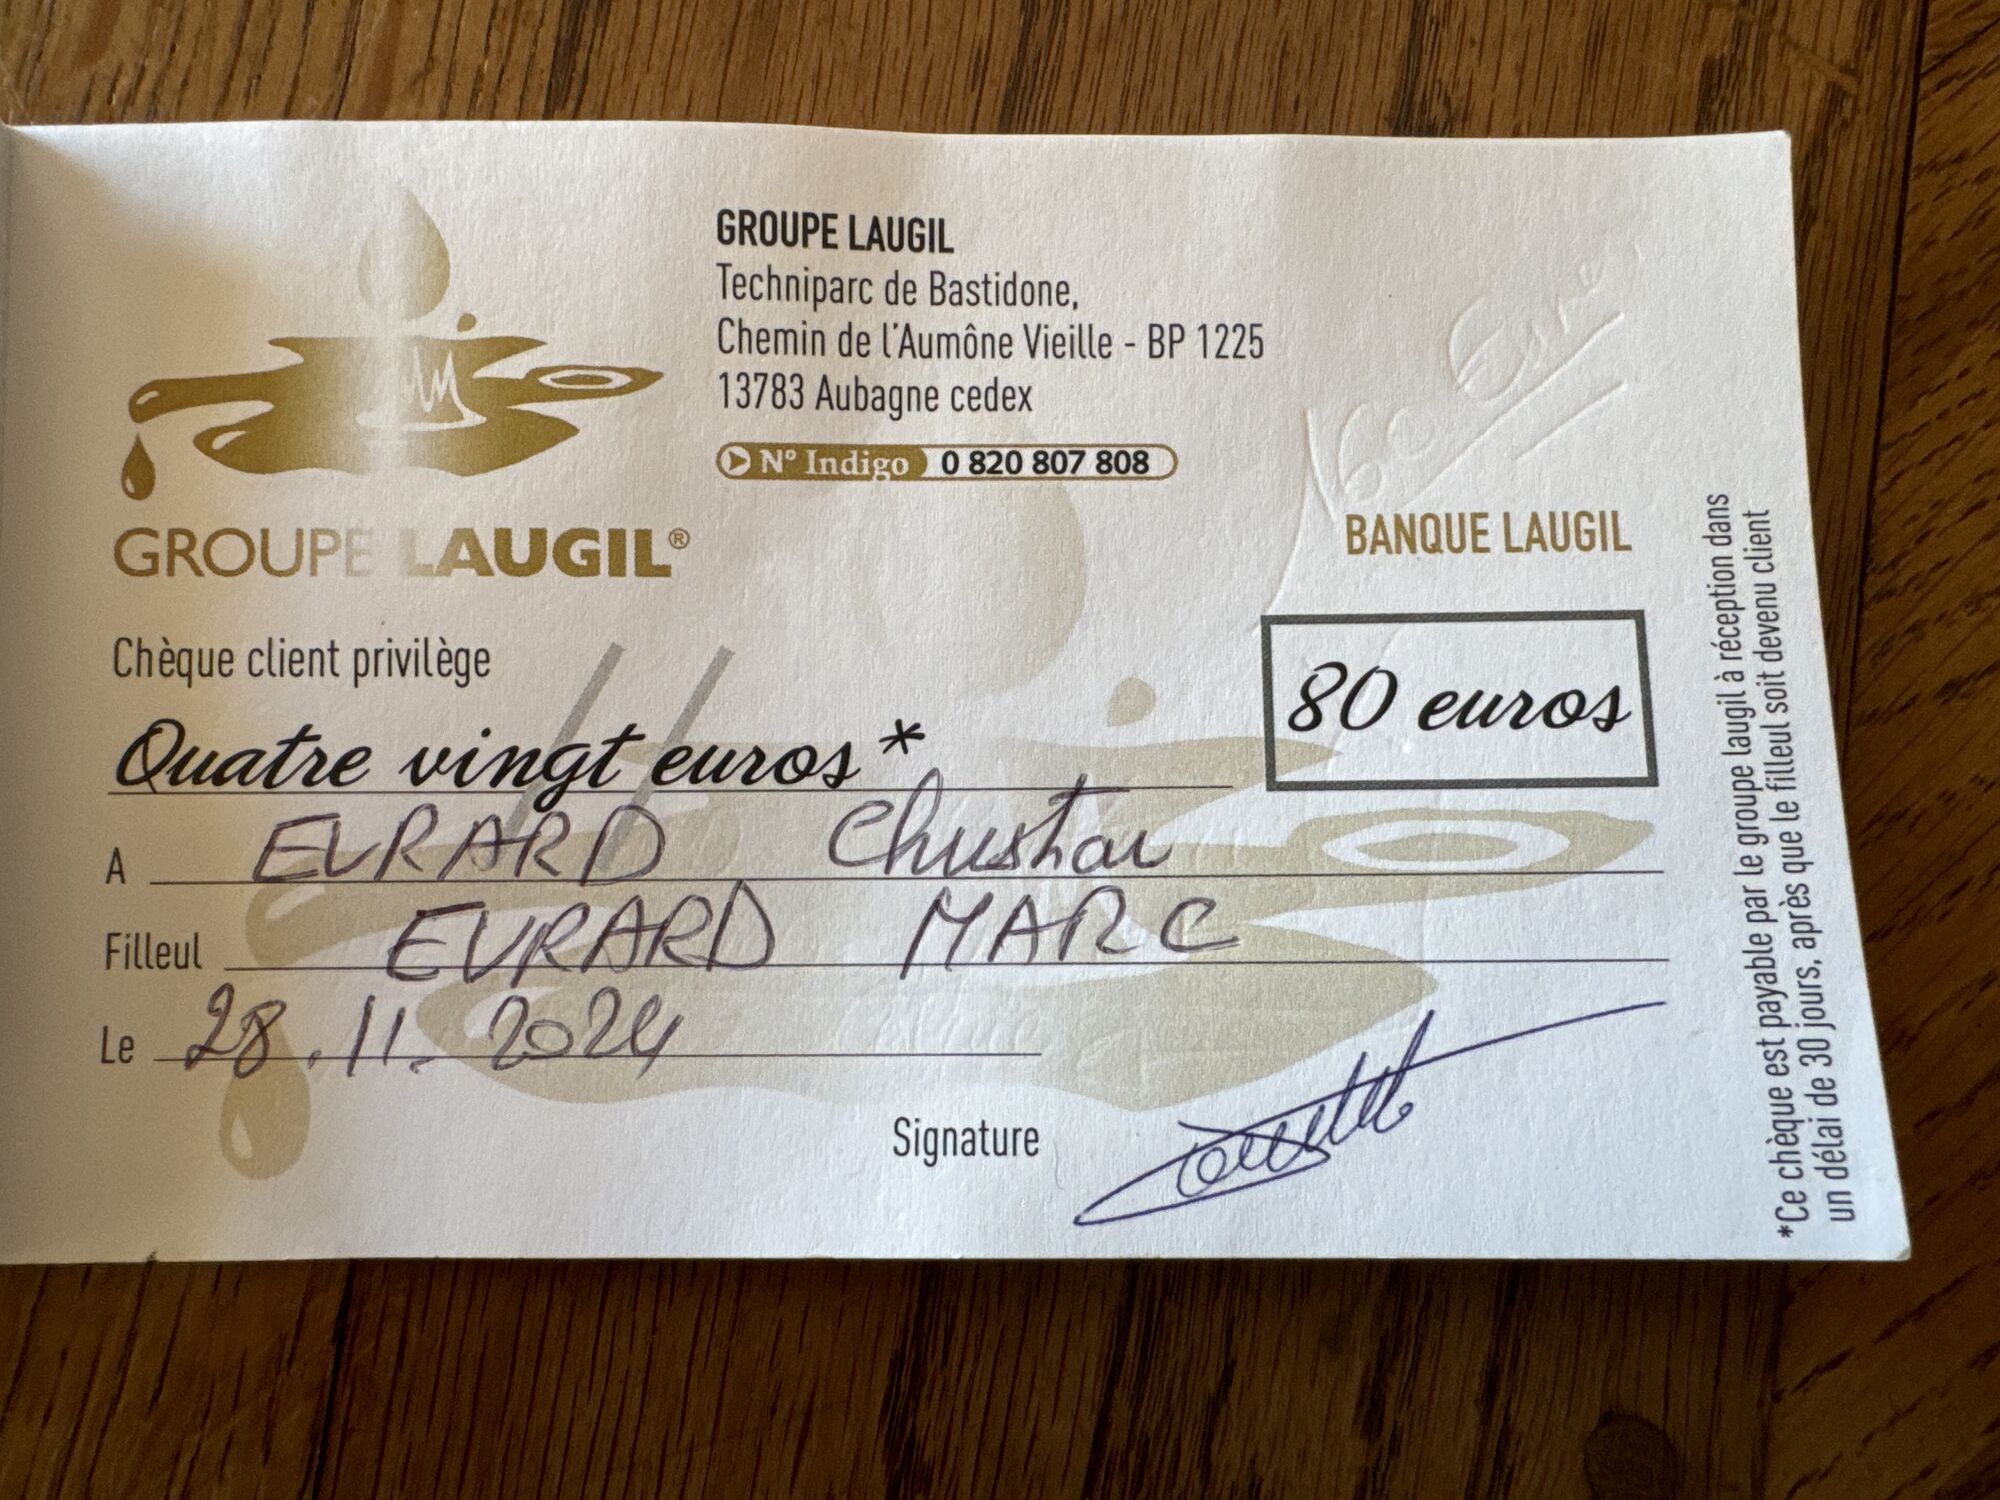 GROUPE LAUGIL
Techniparc de Bastidone,
Chemin de l'Aumône Vieille - BP 1225
13783 Aubagne cedex
N° Indigo 0 820 807 808
GROUPE LAUGIL®
BANQUE LAUGIL
Chèque client privilège
Quatre vingt euros*
80 euros
A EVRARD
Filleul EVRARD MARC
Le 28.11.2024
Signature
*Ce chèque est payable par le groupe laugil à réception dans
un délai de 30 jours, après que le filleul soit devenu client